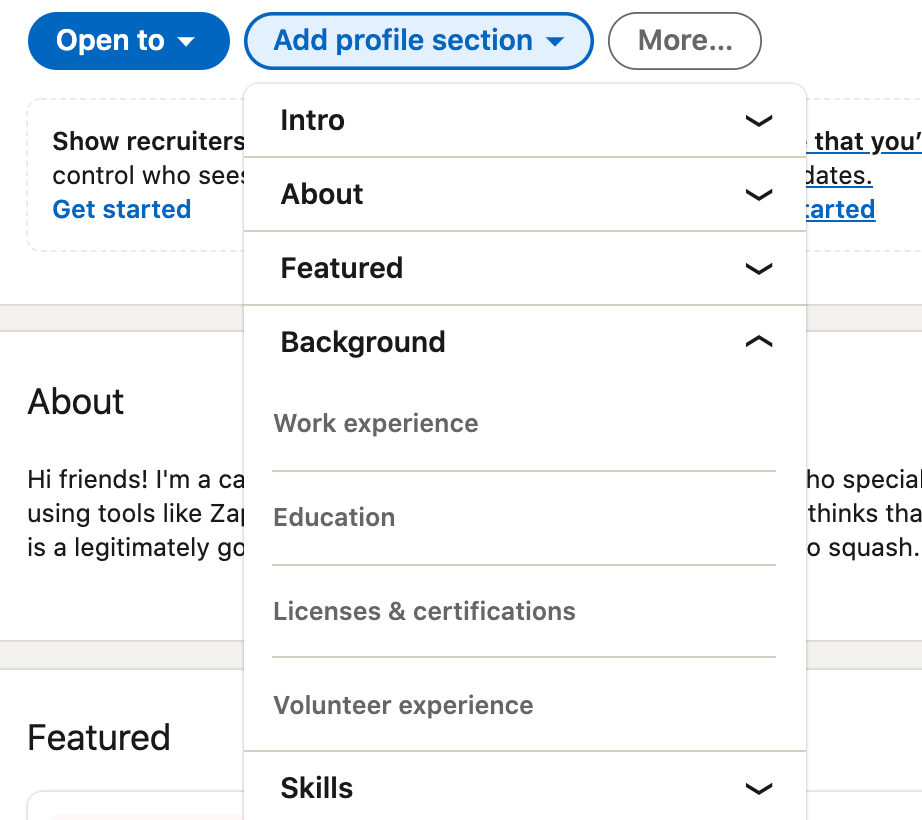 Open to
Add profile section
More...
Intro
Show recruiters
that you’
control who sees
dates.
Get started
tarted
About
Featured
Background
About
Work experience
Hi friends! I'm a ca
ho special
using tools like Zap
thinks tha
Education
is a legitimately go
o squash.
Licenses & certifications
Volunteer experience
Featured
Skills